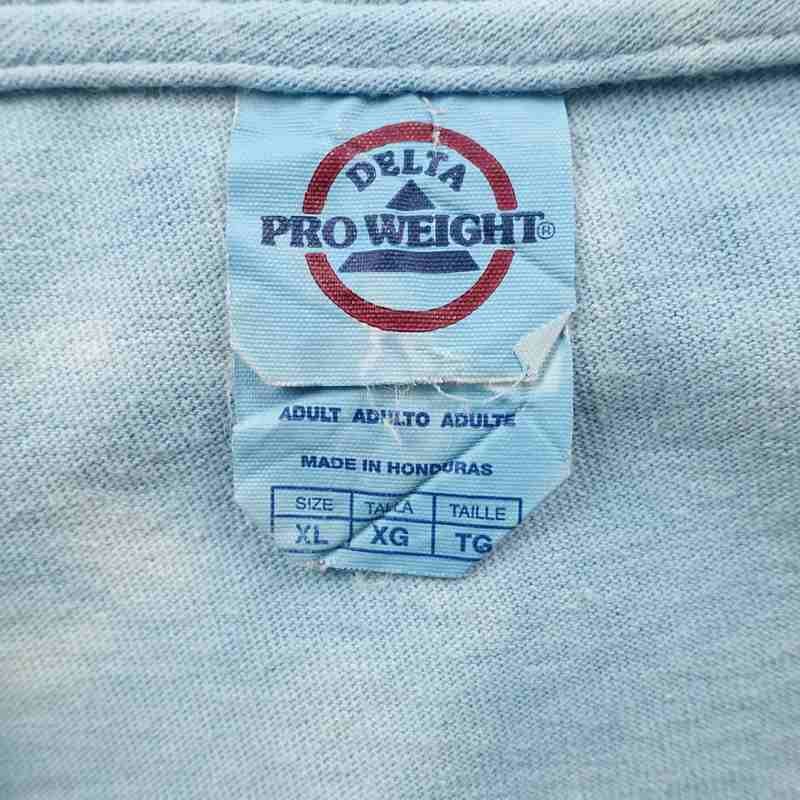 DELTA
PRO WEIGHT®
ADULT ADULTO ADULTE
MADE IN HONDURAS
SIZE TALLA TAILLE
XL XG TG